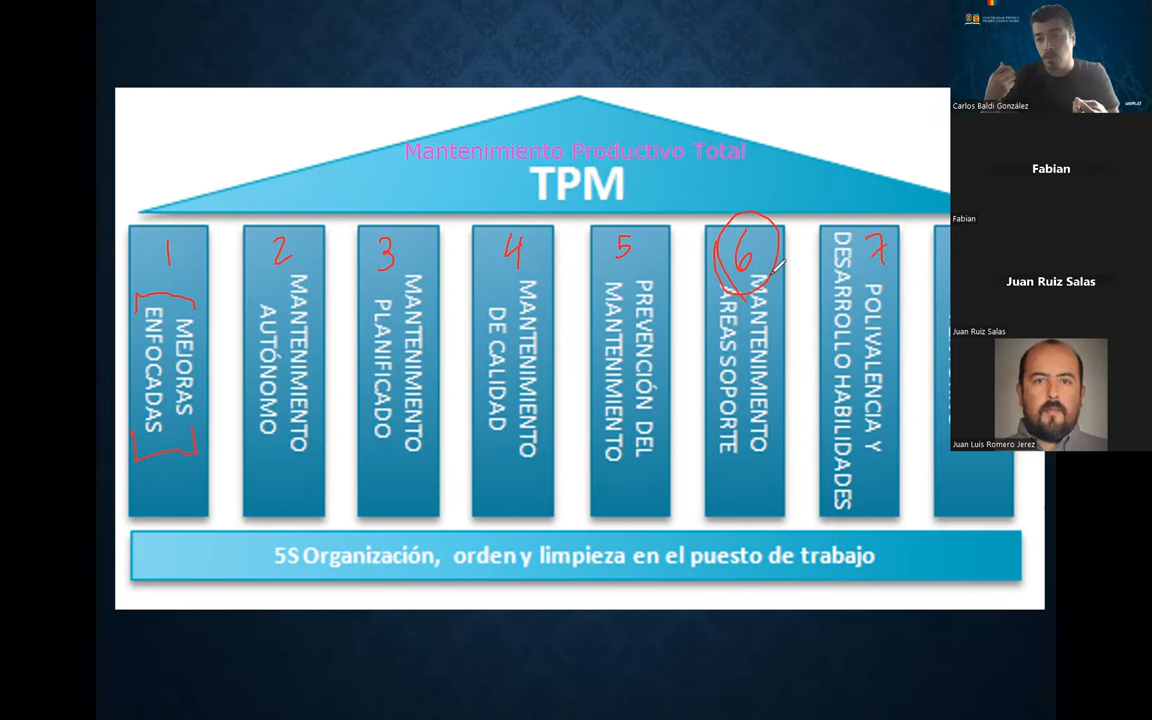 Mantenimiento Productivo Total
TPM
1
MEJORAS
ENFOCADAS
2
MANTENIMIENTO
AUTÓNOMO
3
MANTENIMIENTO
PLANIFICADO
4
MANTENIMIENTO
DE CALIDAD
5
PREVENCIÓN DEL
MANTENIMIENTO
6
MANTENIMIENTO
ÁREAS SOPORTE
7
POLIVALENCIA Y
DESARROLLO HABILIDADES
5S Organización, orden y limpieza en el puesto de trabajo
usm.cl
Carlos Baldi González
Fabian
Fabian
Juan Ruiz Salas
Juan Ruiz Salas
Juan Luis Romero Jerez